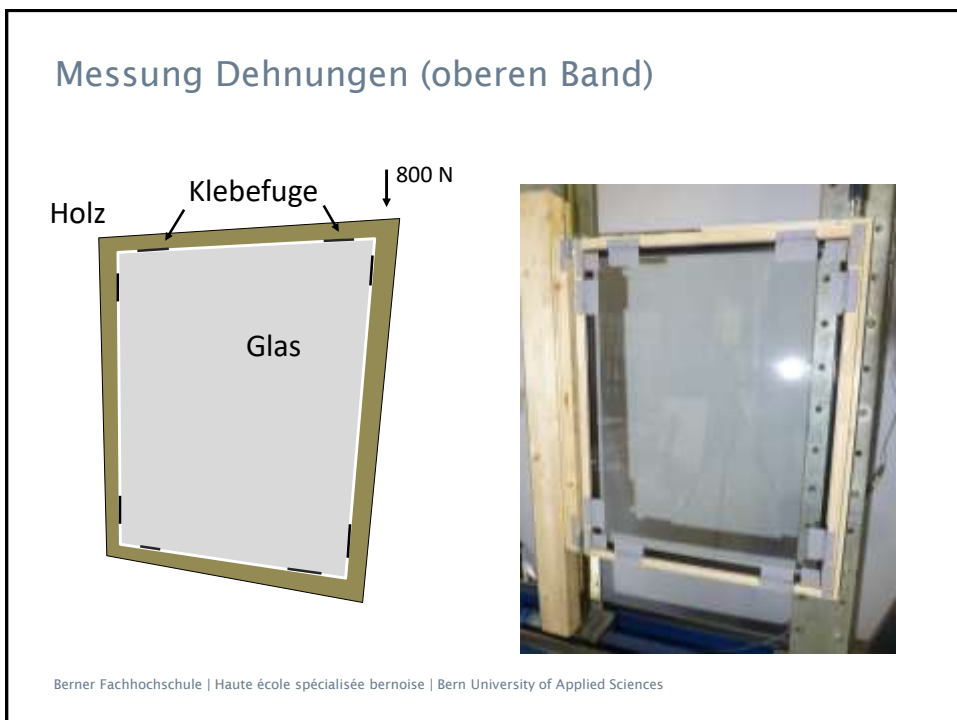 Messung Dehnungen (oberen Band)
800 N
Klebefuge
Holz
Glas
Berner Fachhochschule | Haute école spécialisée bernoise | Bern University of Applied Sciences